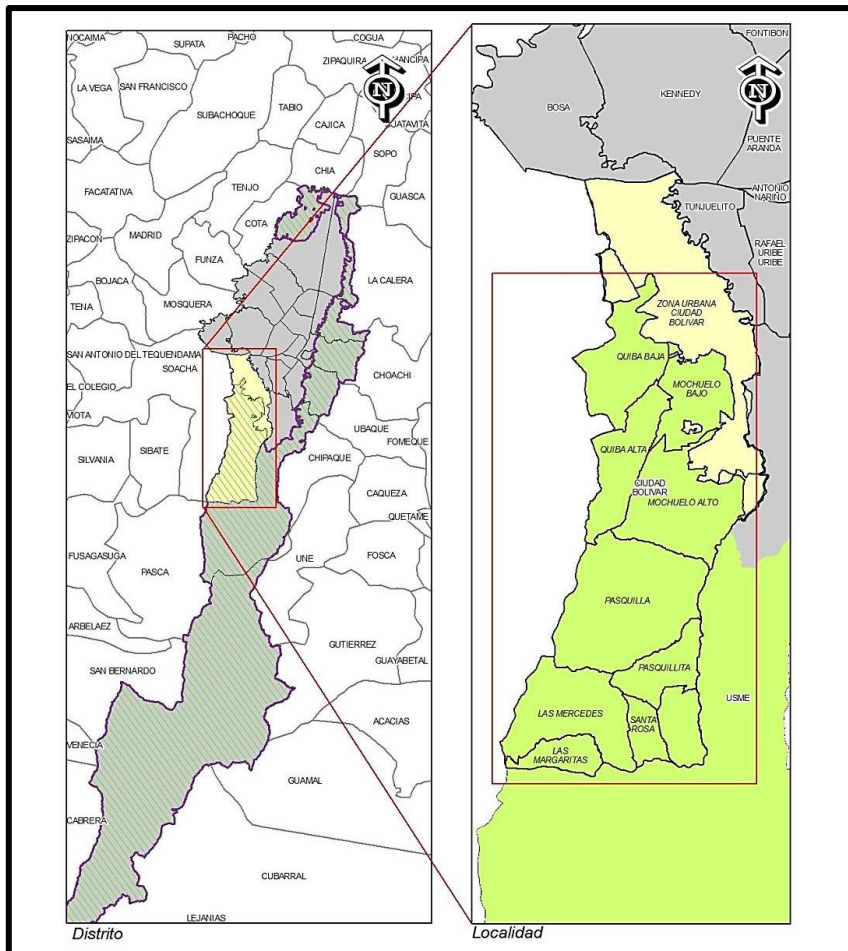 NOCAIMA
SUPATA
PACHO
COGUA
ZIPAQUIRA
LA VEGA
SAN FRANCISCO
SUBACHOQUE
TABIO
CAJICA
GUATAVITA
SASAIMA
SOPO
CHIA
FACATATIVA
TENJO
GUASCA
ZIPACON
MADRID
COTA
FUNZA
BOJACA
LA CALERA
TENA
MOSQUERA
SAN ANTONIO DEL TEQUENDAMA
SOACHA
EL COLEGIO
CHOACHI
VIOTA
UBAQUE
FOMEQUE
SILVANIA
SIBATE
CHIPAQUE
CAQUEZA
QUETAME
FUSAGASUGA
UNE
FOSCA
PASCA
ARBELAEZ
GUTIERREZ
GUAYABETAL
SAN BERNARDO
ACACIAS
VENECIA
GUAMAL
CABRERA
CUBARRAL
LEJANIAS
N
Distrito
FONTIBON
BOSA
KENNEDY
N
PUENTE
ARANDA
ANTONIO
NARIÑO
TUNJUELITO
RAFAEL
URIBE
URIBE
ZONA URBANA
CIUDAD
BOLIVAR
QUIBA BAJA
MOCHUELO
BAJO
QUIBA ALTA
CIUDAD
BOLIVAR
MOCHUELO ALTO
PASQUILLA
PASQUILLITA
USME
LAS MERCEDES
SANTA
ROSA
LAS
MARGARITAS
Localidad